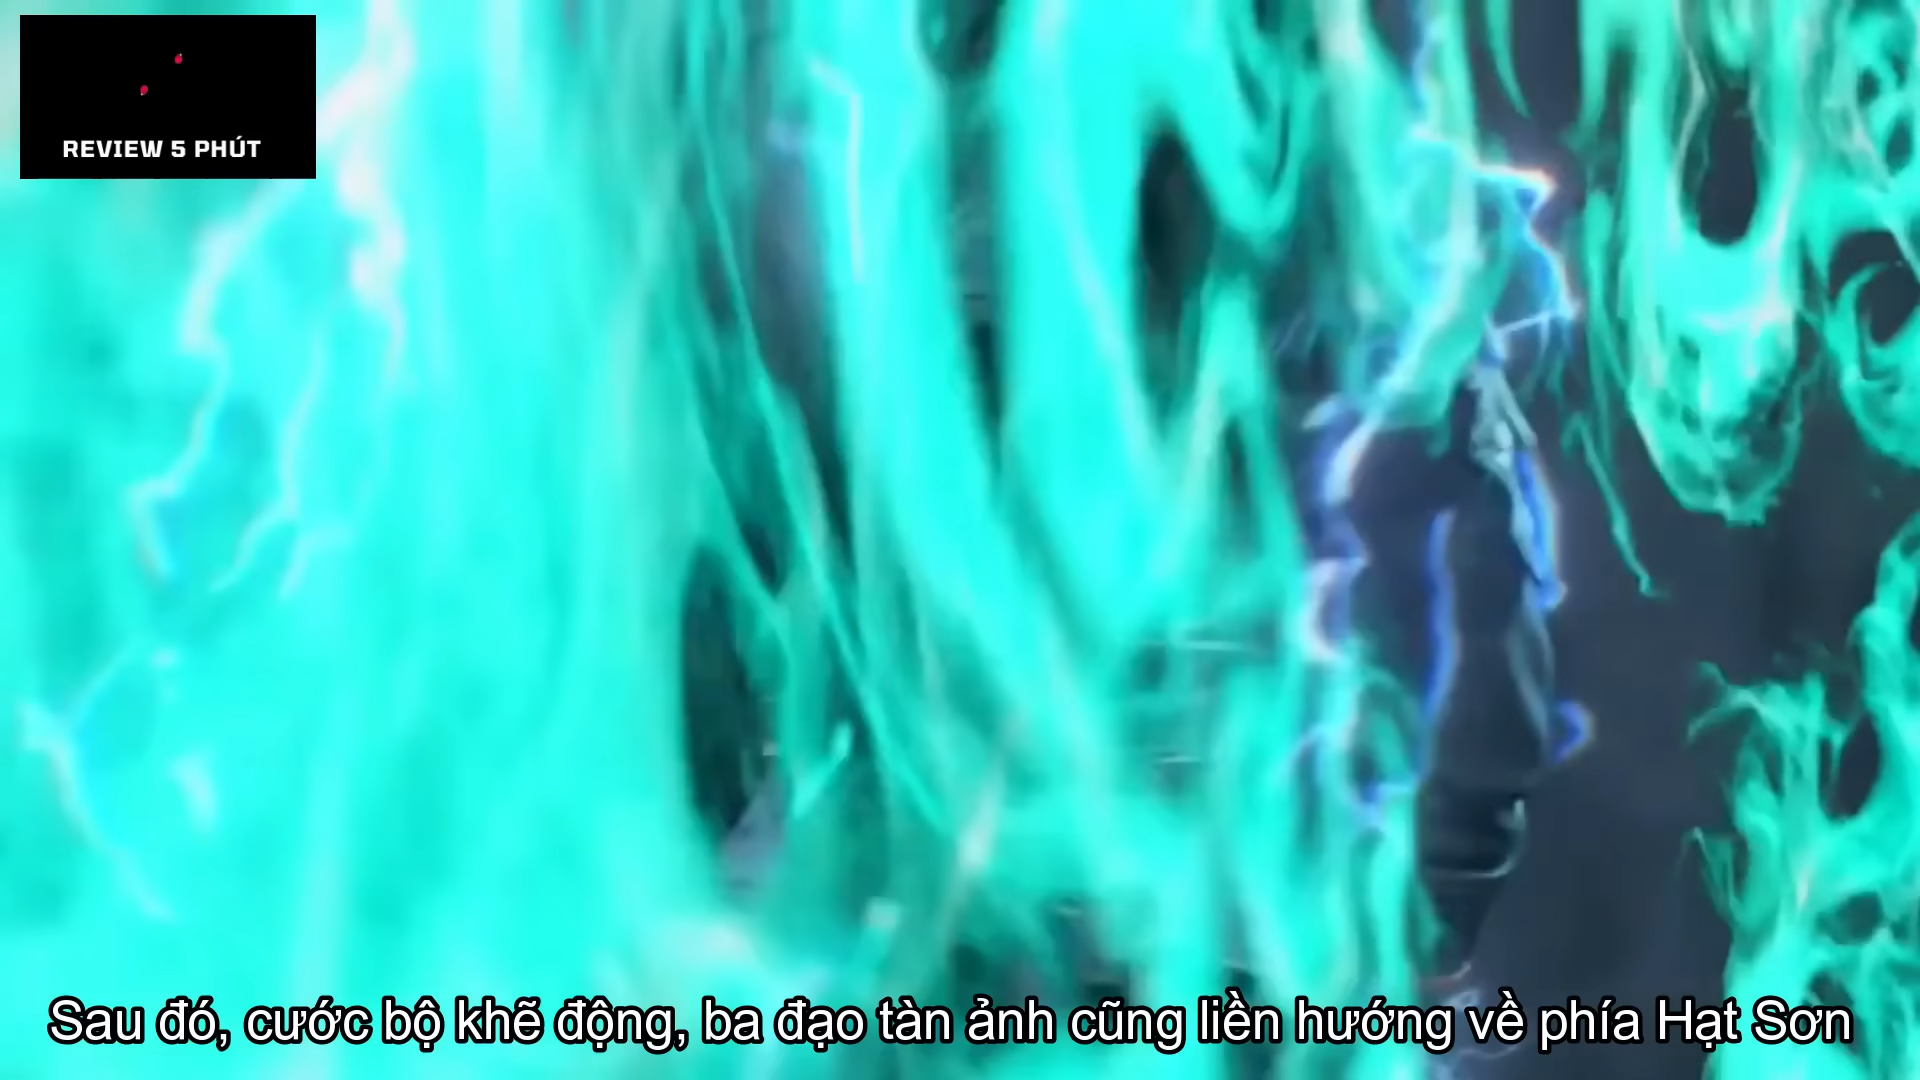 REVIEW 5 PHÚT
Sau đó, cước bộ khẽ động, ba đạo tàn ảnh cũng liền hướng về phía Hạt Sơn